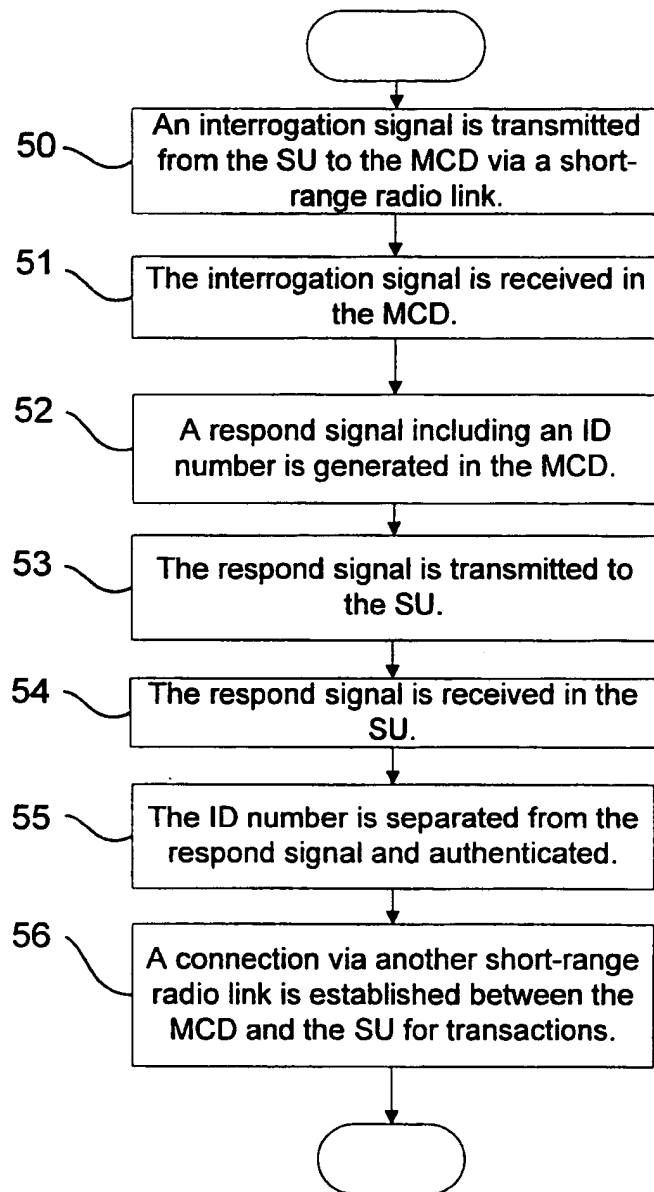 50
An interrogation signal is transmitted
from the SU to the MCD via a short-
range radio link.
51
The interrogation signal is received in
the MCD.
52
A respond signal including an ID
number is generated in the MCD.
53
The respond signal is transmitted to
the SU.
54
The respond signal is received in the
SU.
55
The ID number is separated from the
respond signal and authenticated.
56
A connection via another short-range
radio link is established between the
MCD and the SU for transactions.